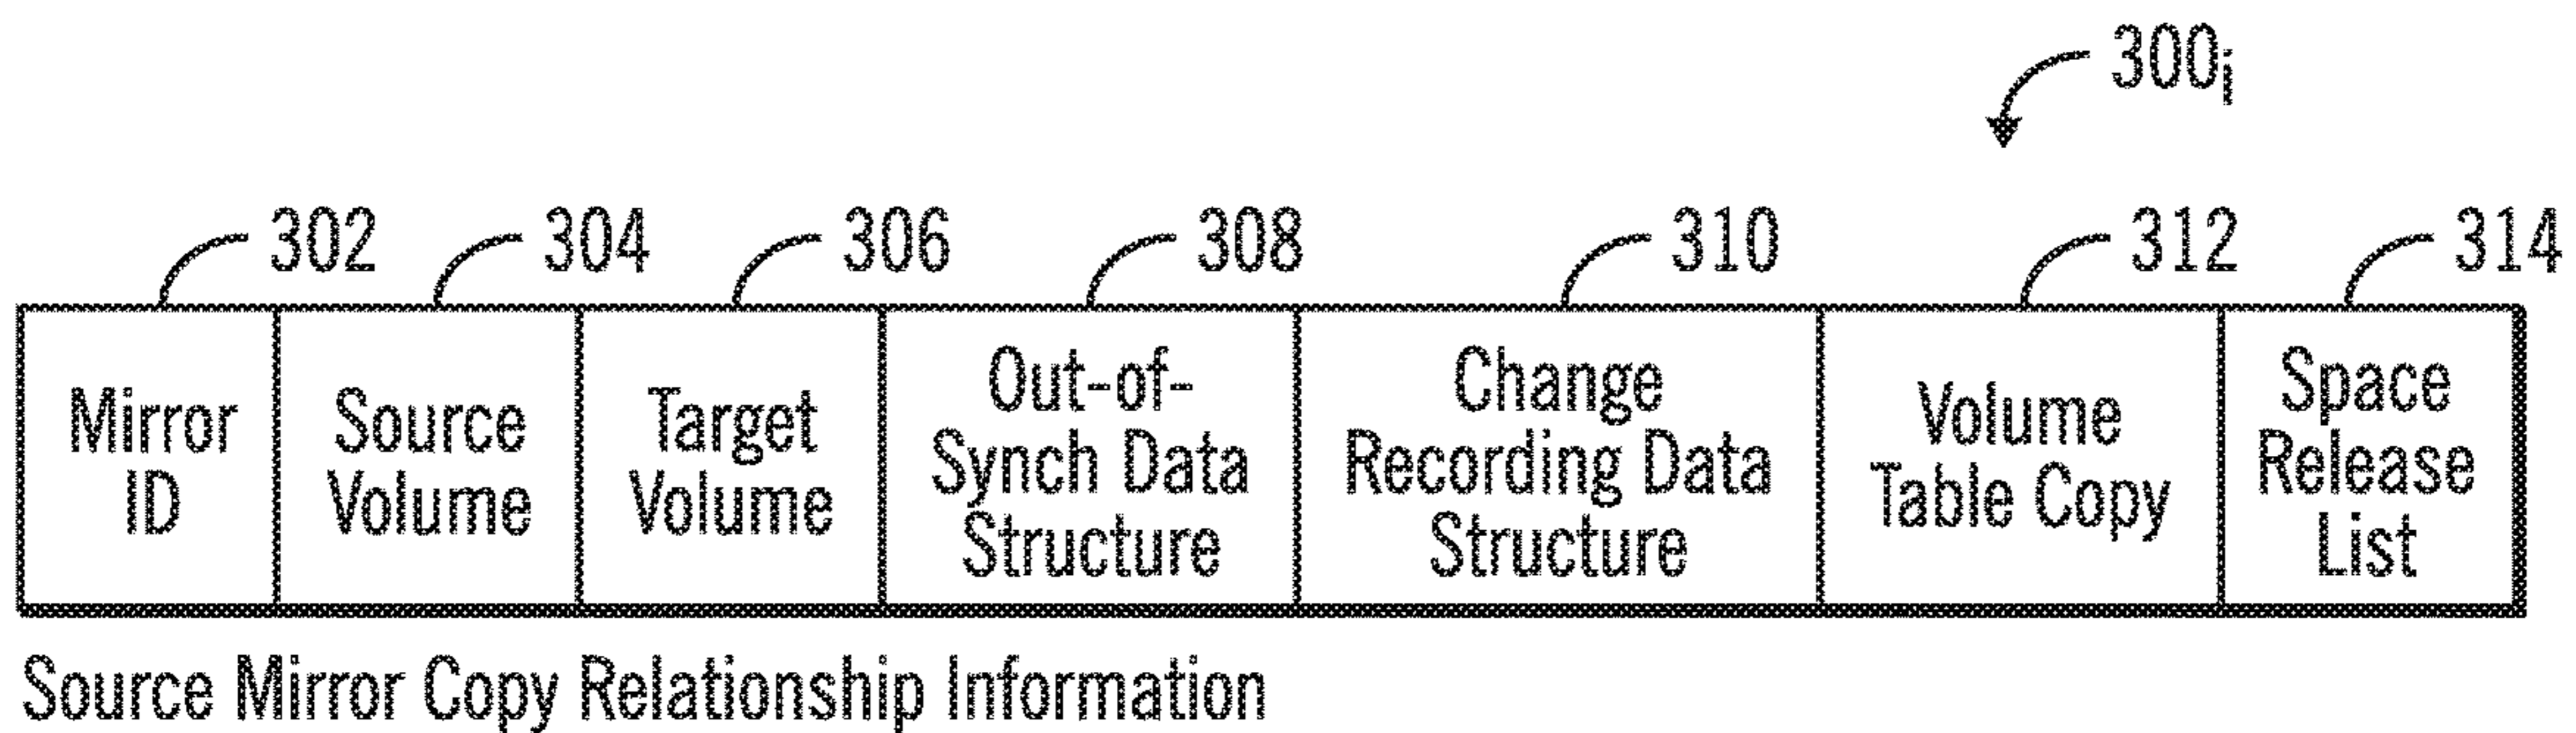 300i
302
304
306
308
310
312
314
Mirror
ID
Source
Volume
Target
Volume
Out-of-
Synch Data
Structure
Change
Recording Data
Structure
Volume
Table Copy
Space
Release
List
Source Mirror Copy Relationship Information